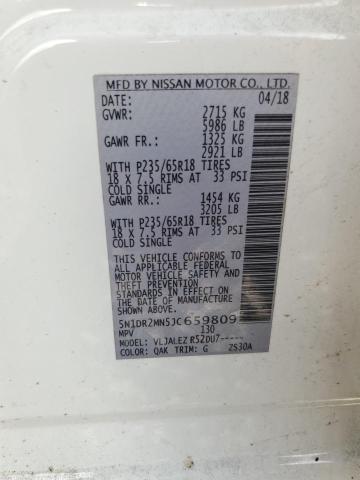 MFD BY NISSAN MOTOR CO., LTD.
DATE: 04/18
GVWR: 2715 KG
5986 LB
GAWR FR.: 1325 KG
2921 LB
WITH P235/65R18 TIRES
18 X 7.5 RIMS AT 33 PSI
COLD SINGLE
GAWR RR.: 1454 KG
3205 LB
WITH P235/65R18 TIRES
18 X 7.5 RIMS AT 33 PSI
COLD SINGLE
THIS VEHICLE CONFORMS TO
ALL APPLICABLE FEDERAL
MOTOR VEHICLE SAFETY
AND THEFT PREVENTION
STANDARDS IN EFFECT ON
THE DATE OF MANUFACTURE
SHOWN ABOVE.
5N1DR2MN5JC659809
MPV 130
MODEL: VLJALEZ R52DU7-----
COLOR: QAK TRIM: G ZS30A